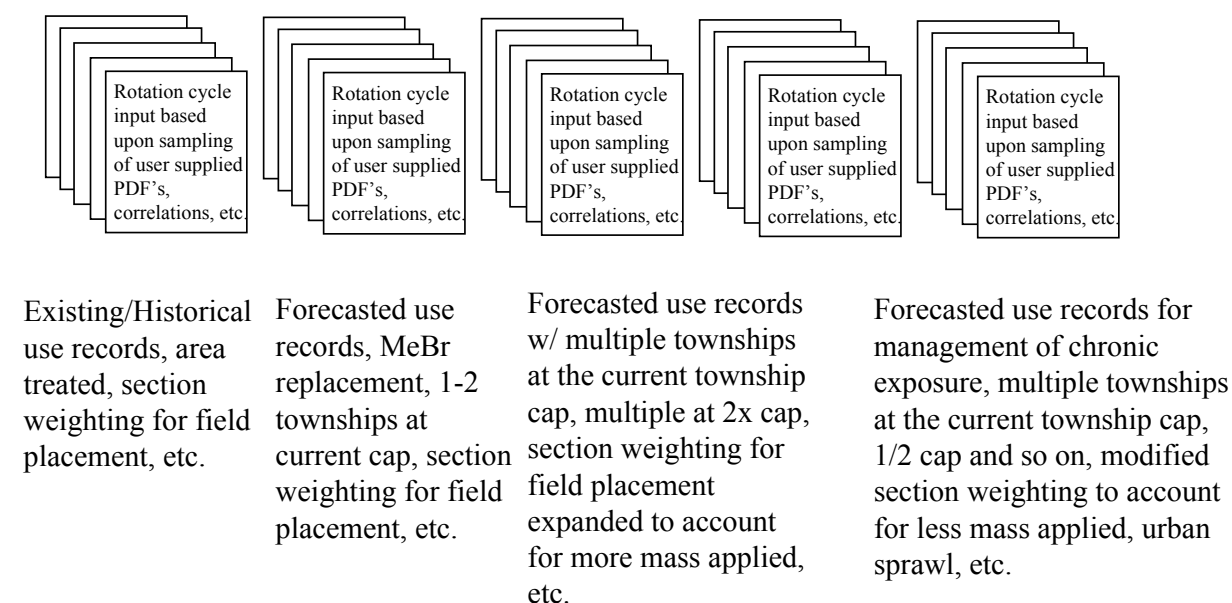 Rotation cycle
input based
upon sampling
of user supplied
PDF's,
correlations, etc.
Rotation cycle
input based
upon sampling
of user supplied
PDF's,
correlations, etc.
Rotation cycle
input based
upon sampling
of user supplied
PDF's,
correlations, etc.
Rotation cycle
input based
upon sampling
of user supplied
PDF's,
correlations, etc.
Rotation cycle
input based
upon sampling
of user supplied
PDF's,
correlations, etc.
Existing/Historical
use records, area
treated, section
weighting for field
placement, etc.
Forecasted use
records, MeBr
replacement, 1-2
townships at
current cap, section
weighting for field
placement, etc.
Forecasted use records
w/ multiple townships
at the current township
cap, multiple at 2x cap,
section weighting for
field placement
expanded to account
for more mass applied,
etc.
Forecasted use records for
management of chronic
exposure, multiple townships
at the current township cap,
1/2 cap and so on, modified
section weighting to account
for less mass applied, urban
sprawl, etc.